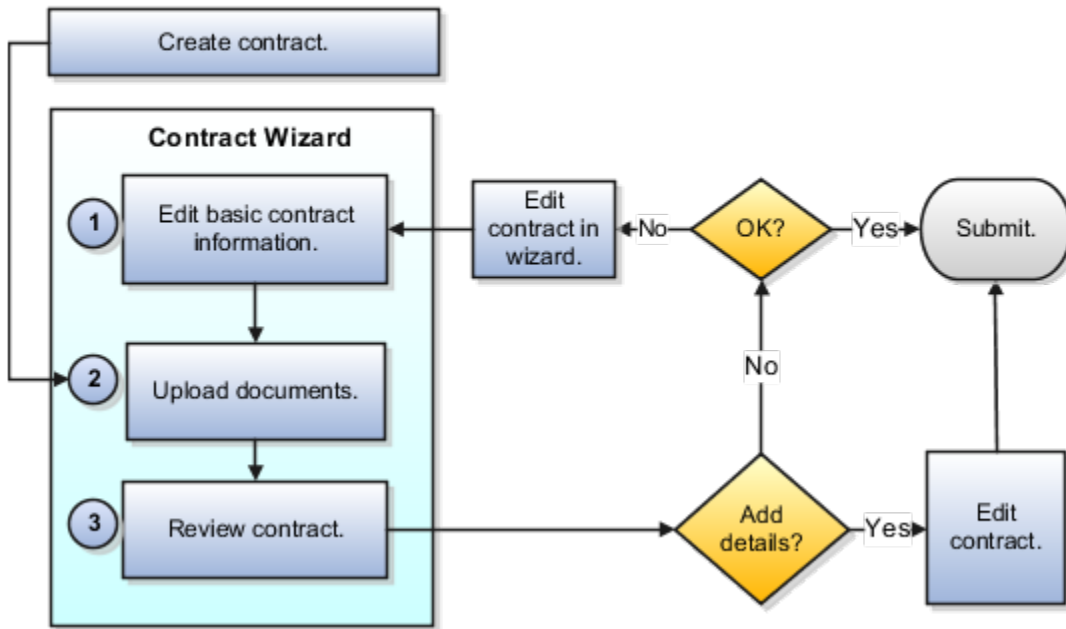 Create contract.
Contract Wizard
1
Edit basic contract
information.
Edit
contract in
wizard.
No
OK?
Yes
Submit.
2
Upload documents.
No
3
Review contract.
Add
details?
Yes
Edit
contract.